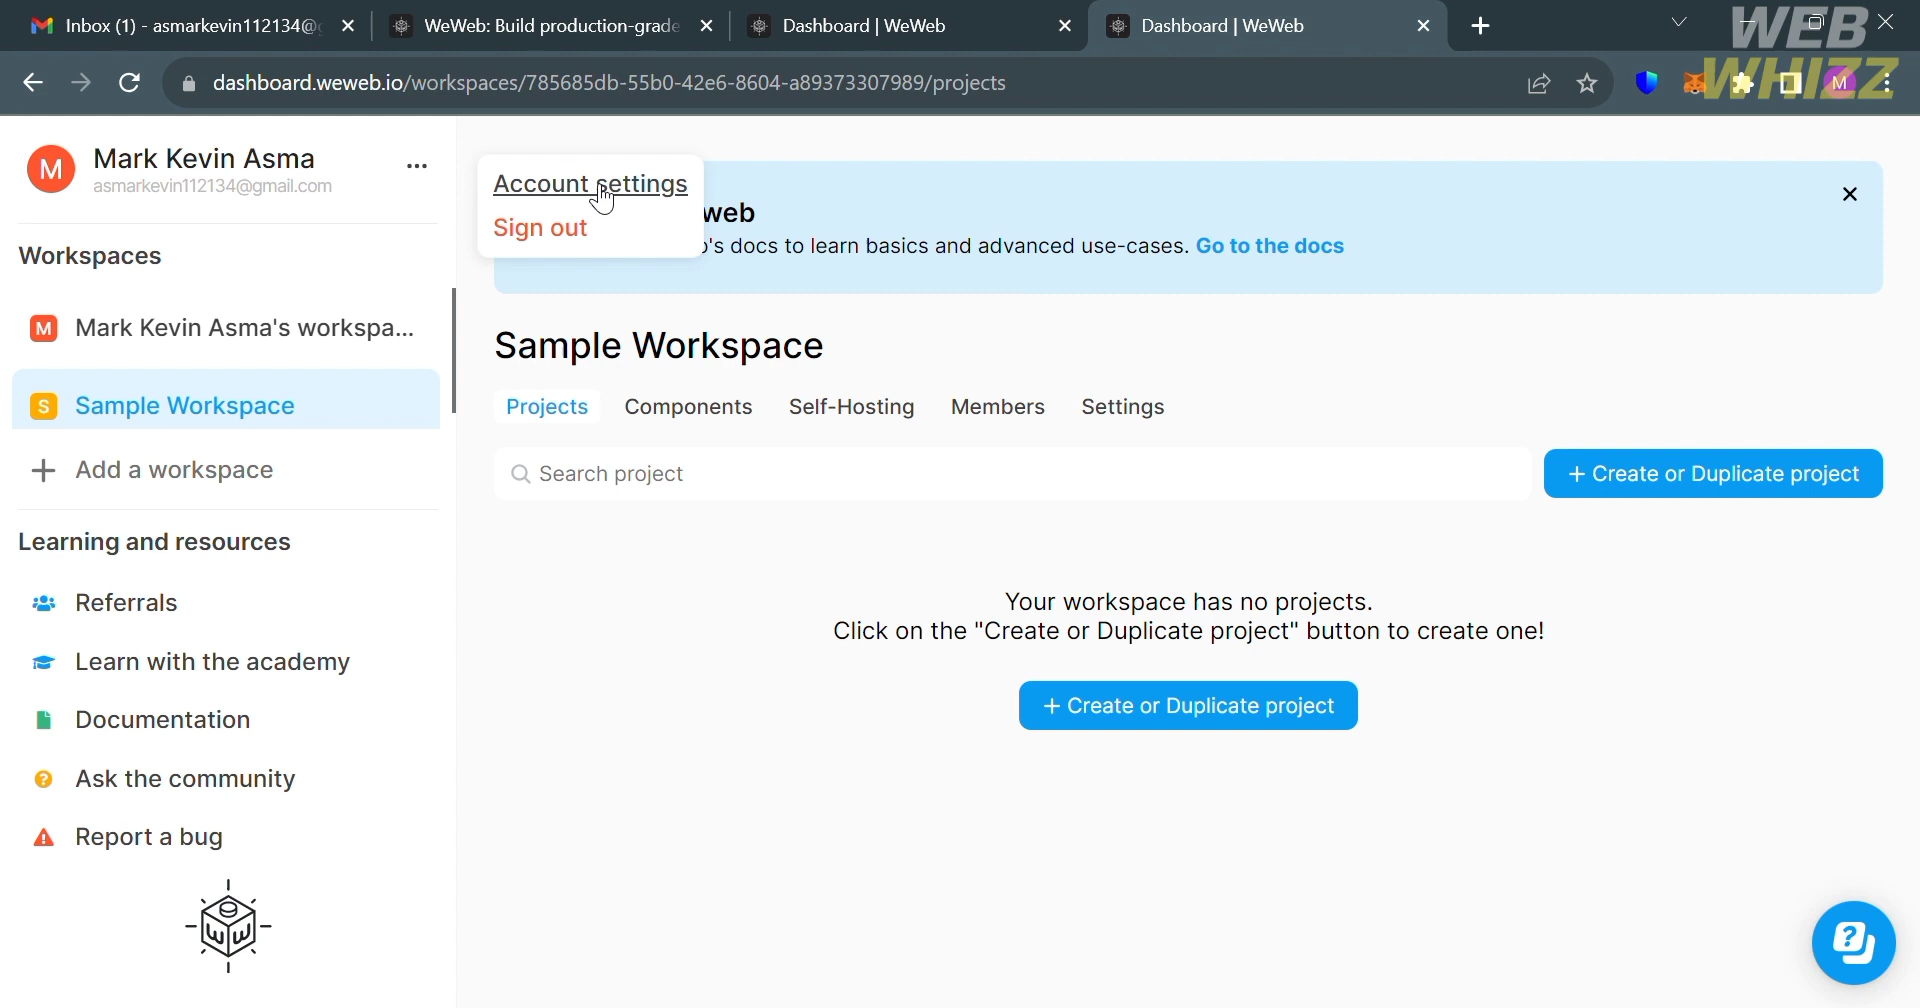 Inbox (1) - asmarkevin112134@g
WeWeb: Build production-grade
Dashboard | WeWeb
Dashboard | WeWeb
WEB
WHIZZ
dashboard.weweb.io/workspaces/785685db-55b0-42e6-8604-a89373307989/projects
M
M
Mark Kevin Asma
asmarkevin112134@gmail.com
...
Account settings
Sign out
web
's docs to learn basics and advanced use-cases. Go to the docs
Workspaces
M Mark Kevin Asma's workspa...
S Sample Workspace
+ Add a workspace
Learning and resources
Referrals
Learn with the academy
Documentation
Ask the community
Report a bug
Sample Workspace
Projects Components Self-Hosting Members Settings
Search project
+ Create or Duplicate project
Your workspace has no projects.
Click on the "Create or Duplicate project" button to create one!
+ Create or Duplicate project